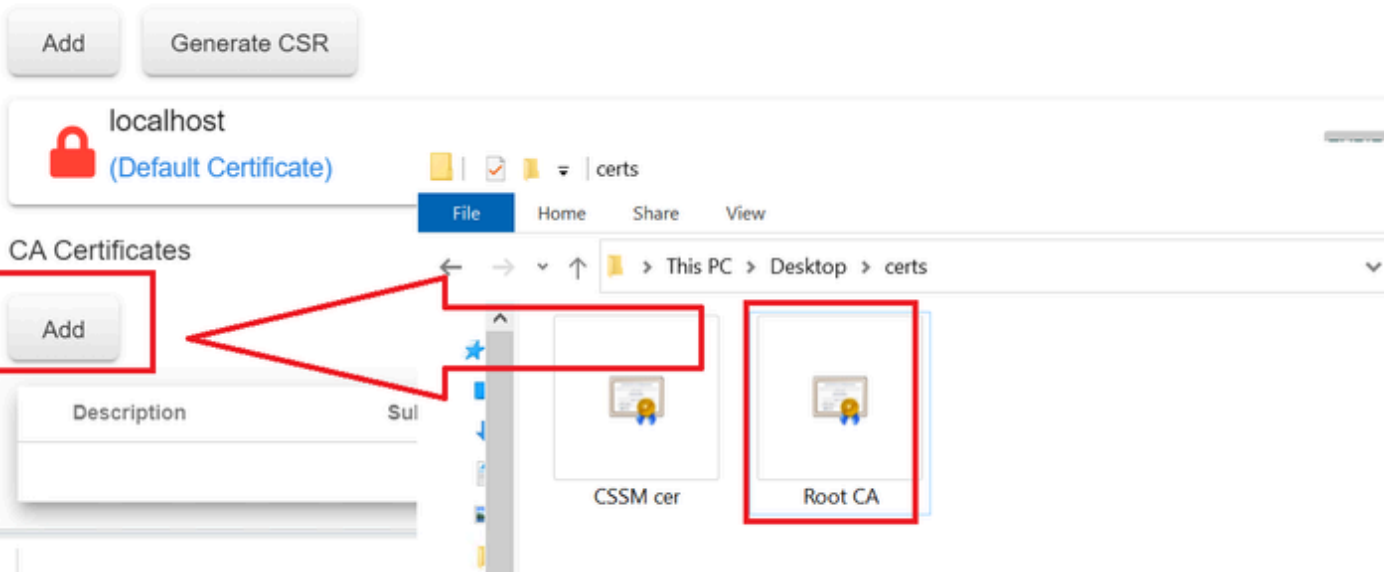 Add
Generate CSR
localhost
(Default Certificate)
certs
File
Home
Share
View
CA Certificates
This PC > Desktop > certs
Add
Description
CSSM cer
Root CA